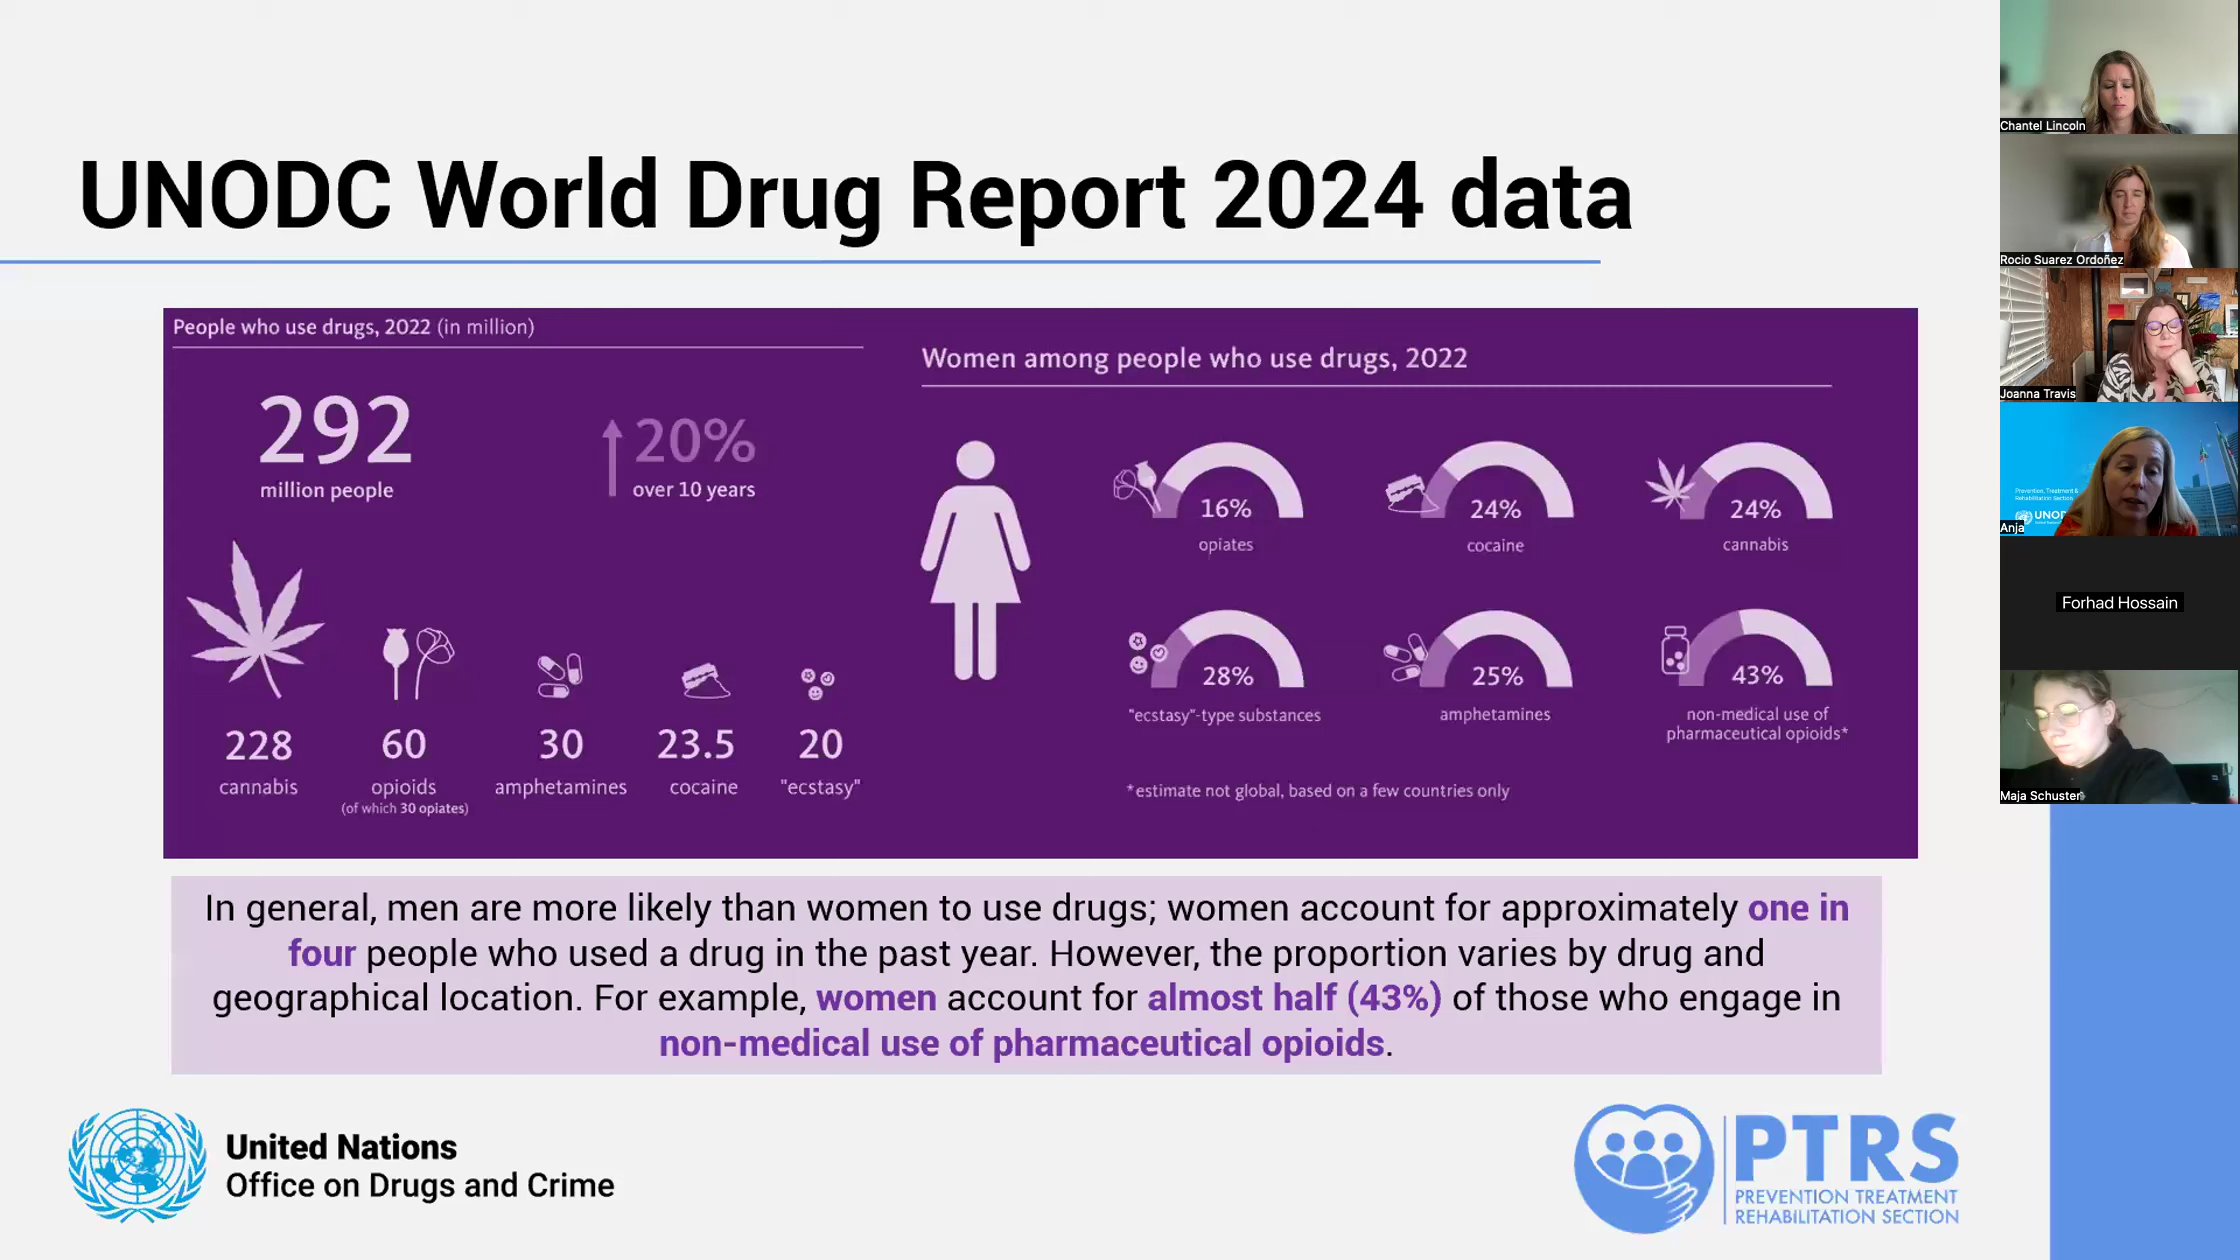 UNODC World Drug Report 2024 data
People who use drugs, 2022 (in million)
292
million people
20%
over 10 years
228
cannabis
60
opioids
(of which 30 opiates)
30
amphetamines
23.5
cocaine
20
"ecstasy"
Women among people who use drugs, 2022
16%
opiates
24%
cocaine
24%
cannabis
28%
"ecstasy"-type substances
25%
amphetamines
43%
non-medical use of
pharmaceutical opioids*
*estimate not global, based on a few countries only
In general, men are more likely than women to use drugs; women account for approximately one in
four people who used a drug in the past year. However, the proportion varies by drug and
geographical location. For example, women account for almost half (43%) of those who engage in
non-medical use of pharmaceutical opioids.
United Nations
Office on Drugs and Crime
PTRS
PREVENTION TREATMENT
REHABILITATION SECTION
Chantel Lincoln
Rocio Suarez Ordoñez
Joanna Travis
Prevention, Treatment &
Rehabilitation Section
UNOD
Anja
Forhad Hossain
Maja Schuster